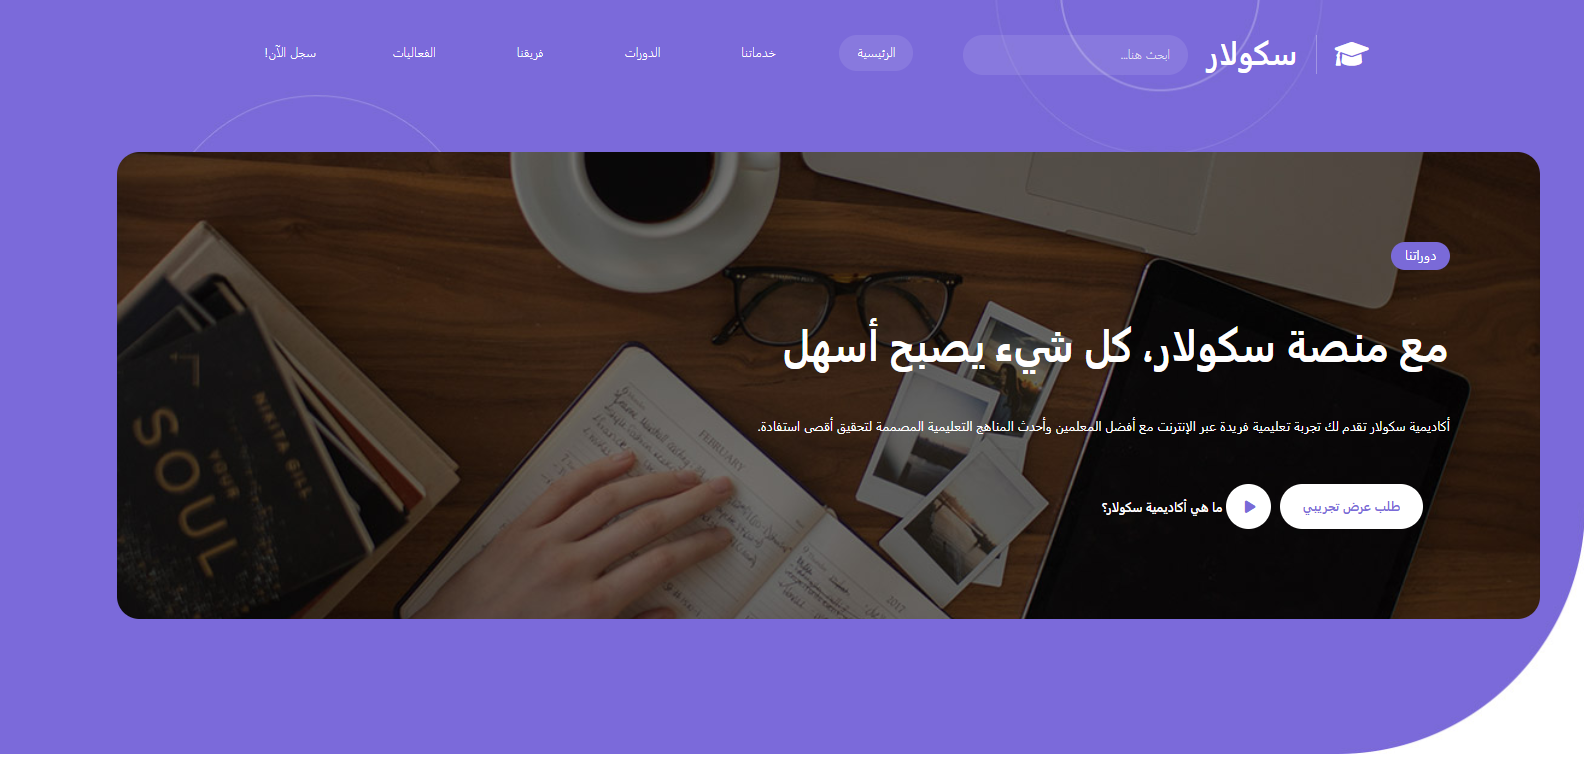 سكولار
ابحث هنا...
الرئيسية
خدماتنا
الدورات
فريقنا
الفعاليات
سجل الآن!
دوراتنا
مع منصة سكولار، كل شيء يصبح أسهل
أكاديمية سكولار تقدم لك تجربة تعليمية فريدة عبر الإنترنت مع أفضل المعلمين وأحدث المناهج التعليمية المصممة لتحقيق أقصى استفادة.
طلب عرض تجريبي
ما هي أكاديمية سكولار؟
NIKITA GILL
YOUR
SOUL
FEBRUARY
2017